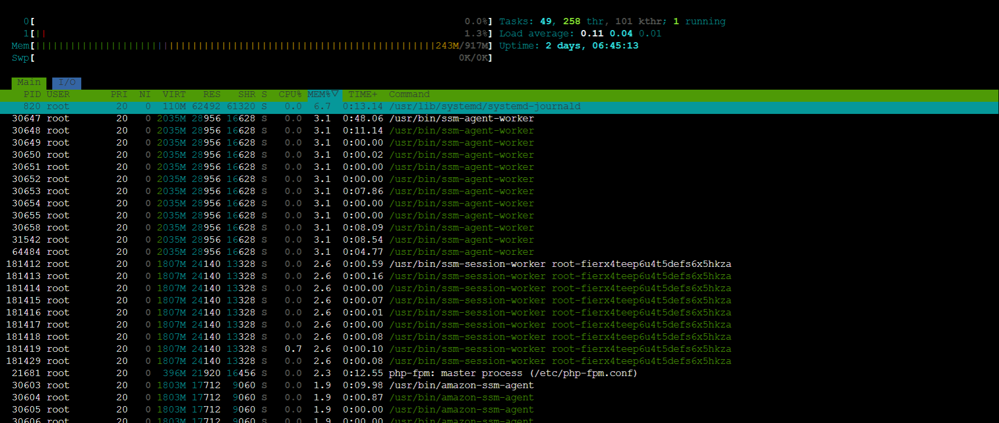 0[ 0.0%] Tasks: 49, 258 thr, 101 kthr; 1 running
1[|| 1.3%] Load average: 0.11 0.04 0.01
Mem[||||||||||||||||||||||||||||||||||||||||||||||||||||||||||||||||||||||243M/917M] Uptime: 2 days, 06:45:13
Swp[ 0K/0K]
Main I/O
PID USER PRI NI VIRT RES SHR S CPU% MEM%▽ TIME+ Command
820 root 20 0 110M 62492 61320 S 0.0 6.7 0:13.14 /usr/lib/systemd/systemd-journald
30647 root 20 0 2035M 28956 16628 S 0.0 3.1 0:48.06 /usr/bin/ssm-agent-worker
30648 root 20 0 2035M 28956 16628 S 0.0 3.1 0:11.14 /usr/bin/ssm-agent-worker
30649 root 20 0 2035M 28956 16628 S 0.0 3.1 0:00.00 /usr/bin/ssm-agent-worker
30650 root 20 0 2035M 28956 16628 S 0.0 3.1 0:00.02 /usr/bin/ssm-agent-worker
30651 root 20 0 2035M 28956 16628 S 0.0 3.1 0:00.00 /usr/bin/ssm-agent-worker
30652 root 20 0 2035M 28956 16628 S 0.0 3.1 0:00.00 /usr/bin/ssm-agent-worker
30653 root 20 0 2035M 28956 16628 S 0.0 3.1 0:07.86 /usr/bin/ssm-agent-worker
30654 root 20 0 2035M 28956 16628 S 0.0 3.1 0:00.00 /usr/bin/ssm-agent-worker
30655 root 20 0 2035M 28956 16628 S 0.0 3.1 0:00.00 /usr/bin/ssm-agent-worker
30658 root 20 0 2035M 28956 16628 S 0.0 3.1 0:08.09 /usr/bin/ssm-agent-worker
31542 root 20 0 2035M 28956 16628 S 0.0 3.1 0:08.54 /usr/bin/ssm-agent-worker
64484 root 20 0 2035M 28956 16628 S 0.0 3.1 0:04.77 /usr/bin/ssm-agent-worker
181412 root 20 0 1807M 24140 13328 S 0.0 2.6 0:00.59 /usr/bin/ssm-session-worker root-fierx4teep6u4t5defs6x5hkza
181413 root 20 0 1807M 24140 13328 S 0.0 2.6 0:00.16 /usr/bin/ssm-session-worker root-fierx4teep6u4t5defs6x5hkza
181414 root 20 0 1807M 24140 13328 S 0.0 2.6 0:00.00 /usr/bin/ssm-session-worker root-fierx4teep6u4t5defs6x5hkza
181415 root 20 0 1807M 24140 13328 S 0.0 2.6 0:00.07 /usr/bin/ssm-session-worker root-fierx4teep6u4t5defs6x5hkza
181416 root 20 0 1807M 24140 13328 S 0.0 2.6 0:00.01 /usr/bin/ssm-session-worker root-fierx4teep6u4t5defs6x5hkza
181417 root 20 0 1807M 24140 13328 S 0.0 2.6 0:00.00 /usr/bin/ssm-session-worker root-fierx4teep6u4t5defs6x5hkza
181418 root 20 0 1807M 24140 13328 S 0.0 2.6 0:00.08 /usr/bin/ssm-session-worker root-fierx4teep6u4t5defs6x5hkza
181419 root 20 0 1807M 24140 13328 S 0.7 2.6 0:00.10 /usr/bin/ssm-session-worker root-fierx4teep6u4t5defs6x5hkza
181429 root 20 0 1807M 24140 13328 S 0.0 2.6 0:00.08 /usr/bin/ssm-session-worker root-fierx4teep6u4t5defs6x5hkza
21681 root 20 0 396M 21920 16456 S 0.0 2.3 0:12.55 php-fpm: master process (/etc/php-fpm.conf)
30603 root 20 0 1803M 17712 9060 S 0.0 1.9 0:09.98 /usr/bin/amazon-ssm-agent
30604 root 20 0 1803M 17712 9060 S 0.0 1.9 0:00.87 /usr/bin/amazon-ssm-agent
30605 root 20 0 1803M 17712 9060 S 0.0 1.9 0:00.00 /usr/bin/amazon-ssm-agent
30606 root 20 0 1803M 17712 9060 S 0.0 1.9 0:00.00 /usr/bin/amazon-ssm-agent